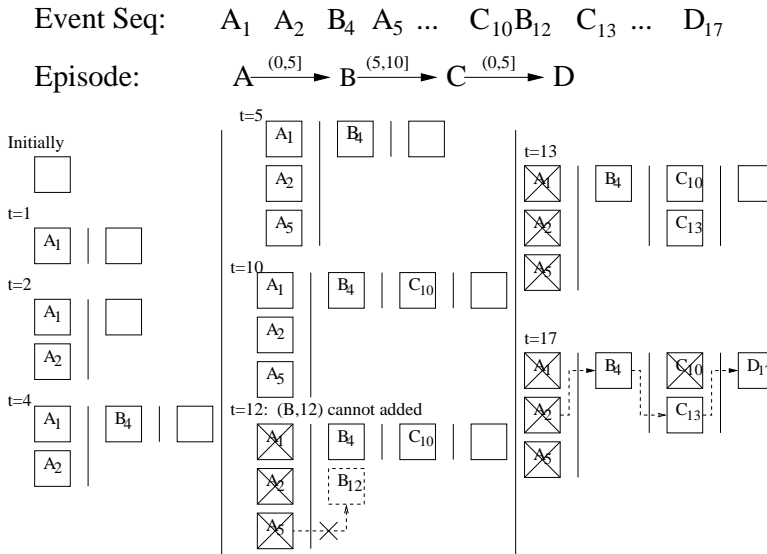 Event Seq: A1 A2 B4 A5 ... C10 B12 C13 ... D17
Episode: A (0,5] B (5,10] C (0,5] D
Initially
t=1
A1
t=2
A1
A2
t=4
A1 B4
A2
t=5
A1 B4
A2
A5
t=10
A1 B4 C10
A2
A5
t=12: (B,12) cannot added
A1 B4 C10
A2 B12
A5
t=13
A1 B4 C10
A2 C13
A5
t=17
A1 B4 C10 D17
A2 C13
A5